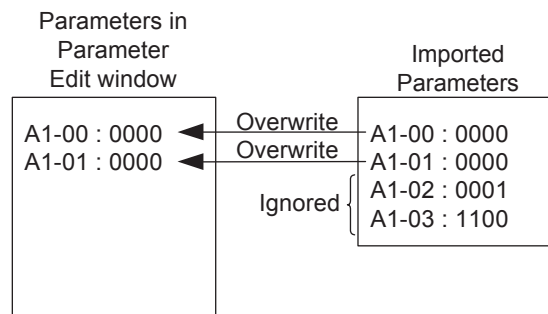 Parameters in
Parameter
Edit window
Imported
Parameters
A1-00 : 0000
Overwrite
A1-00 : 0000
A1-01 : 0000
Overwrite
A1-01 : 0000
Ignored
A1-02 : 0001
A1-03 : 1100